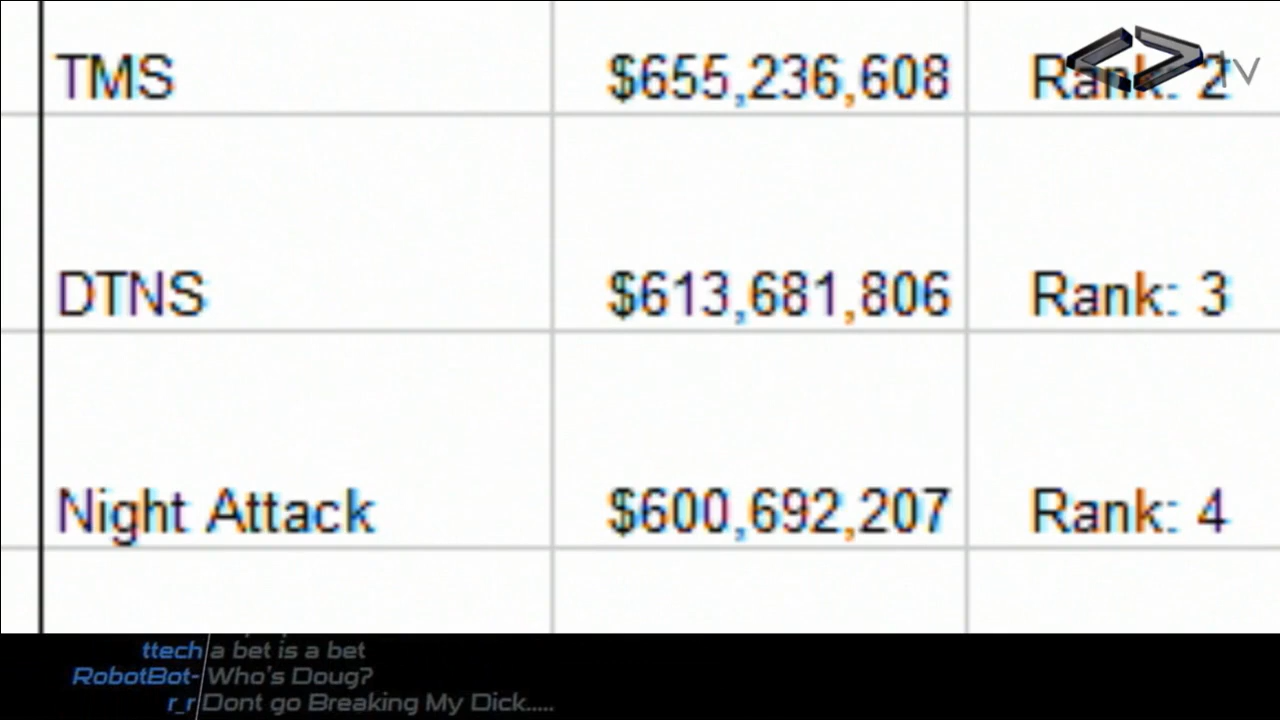 TMS $655,236,608 Rank: 2
tv
DTNS $613,681,806 Rank: 3
Night Attack $600,692,207 Rank: 4
ttech a bet is a bet
RobotBot- Who's Doug?
r_r Dont go Breaking My Dick.....